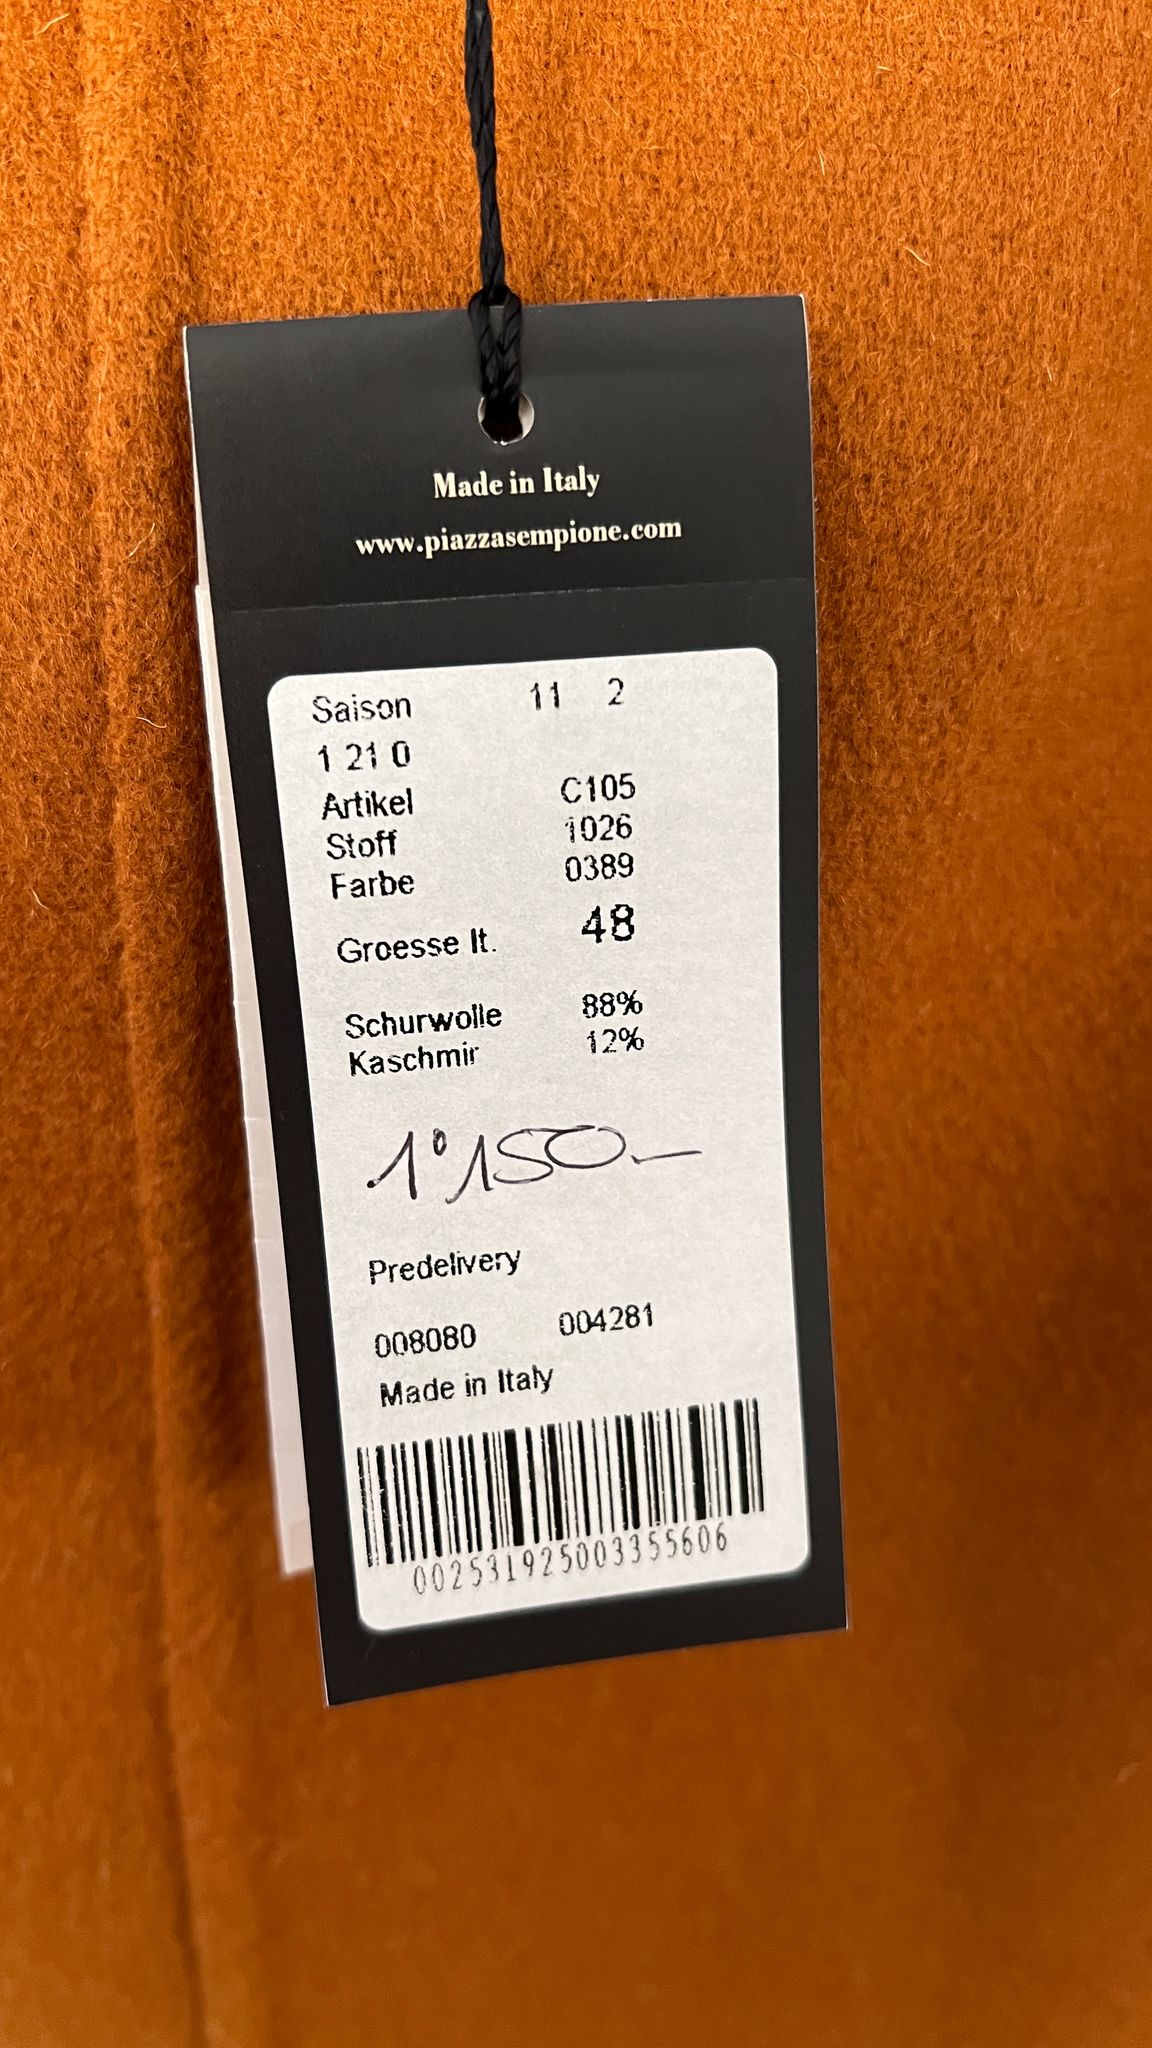 Made in Italy
www.piazzasempione.com
Saison 11 2
1 21 0
Artikel C105
Stoff 1026
Farbe 0389
Groesse It. 48
Schurwolle 88%
Kaschmir 12%
1°150.-
Predelivery
008080 004281
Made in Italy
002531925003355606